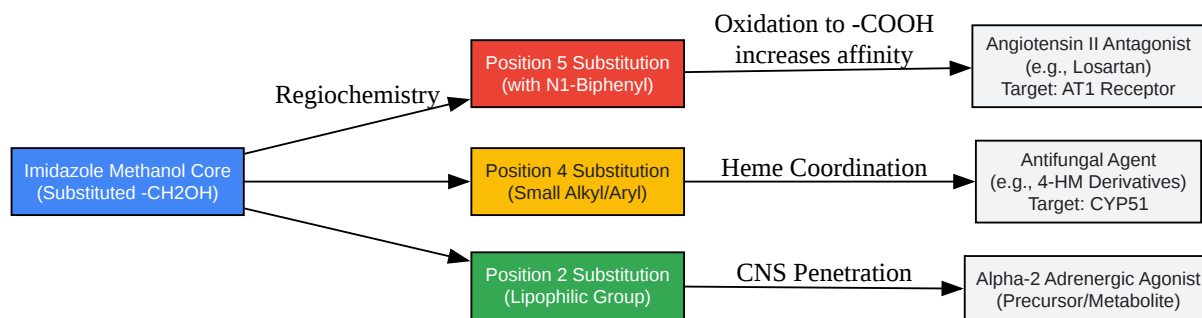 Imidazole Methanol Core
(Substituted -CH2OH)
Regiochemistry
Position 5 Substitution
(with N1-Biphenyl)
Oxidation to -COOH
increases affinity
Angiotensin II Antagonist
(e.g., Losartan)
Target: AT1 Receptor
Position 4 Substitution
(Small Alkyl/Aryl)
Heme Coordination
Antifungal Agent
(e.g., 4-HM Derivatives)
Target: CYP51
Position 2 Substitution
(Lipophilic Group)
CNS Penetration
Alpha-2 Adrenergic Agonist
(Precursor/Metabolite)